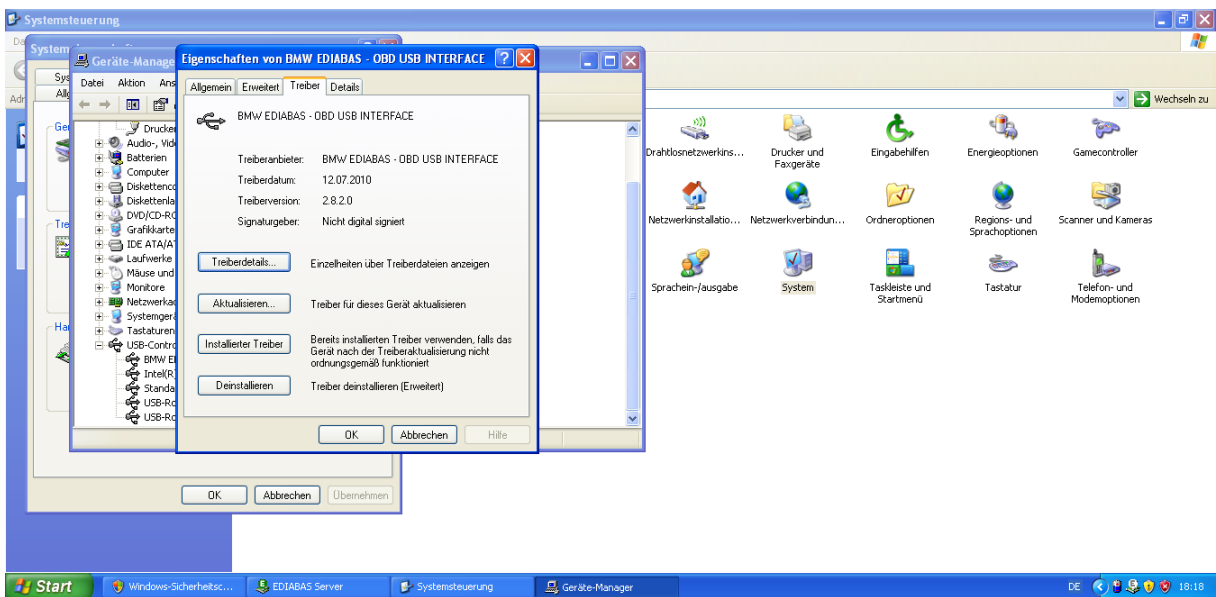 Systemsteuerung
Geräte-Manage
Datei Aktion Ans
Drucker
Audio-, Vide
Batterien
Computer
Diskettenco
Diskettenla
DVD/CD-RO
Grafikkarte
IDE ATA/AT
Laufwerke
Mäuse und
Monitore
Netzwerkad
Systemgerä
Tastaturen
USB-Contro
BMW EI
Intel(R)
Standa
USB-Ro
USB-Ro
Eigenschaften von BMW EDIABAS - OBD USB INTERFACE
Allgemein Erweitert Treiber Details
BMW EDIABAS - OBD USB INTERFACE
Treiberanbieter: BMW EDIABAS - OBD USB INTERFACE
Treiberdatum: 12.07.2010
Treiberversion: 2.8.2.0
Signaturgeber: Nicht digital signiert
Treiberdetails... Einzelheiten über Treiberdateien anzeigen
Aktualisieren... Treiber für dieses Gerät aktualisieren
Installierter Treiber Bereits installierten Treiber verwenden, falls das
Gerät nach der Treiberaktualisierung nicht
ordnungsgemäß funktioniert
Deinstallieren Treiber deinstallieren (Erweitert)
OK Abbrechen Hilfe
OK Abbrechen Übernehmen
Wechseln zu
Drahtlosnetzwerkins... Drucker und
Faxgeräte Eingabehilfen Energieoptionen Gamecontroller
Netzwerkinstallatio... Netzwerkverbindun... Ordneroptionen Regions- und
Sprachoptionen Scanner und Kameras
Sprachein-/ausgabe System Taskleiste und
Startmenü Tastatur Telefon- und
Modemoptionen
Start Windows-Sicherheitsc... EDIABAS Server Systemsteuerung Geräte-Manager DE 18:18